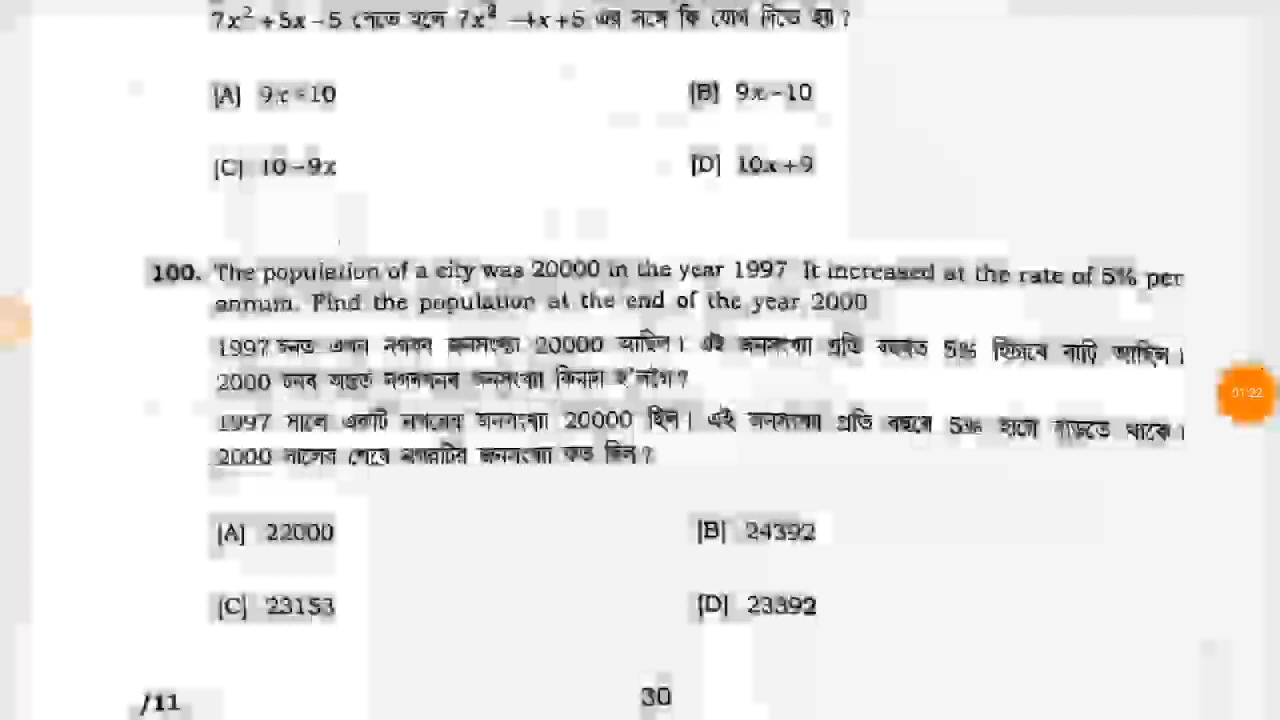 7x² + 5x – 5 পেতে হলে 7x² – 4x + 5 এর সঙ্গে কি যোগ দিতে হয় ?
[A] 9x – 10
[B] 9x – 10
[C] 10 – 9x
[D] 10x + 9
100. The population of a city was 20000 in the year 1997 It increased at the rate of 5% per
annum. Find the population at the end of the year 2000
1997 চনত এখন নগৰৰ জনসংখ্যা 20000 আছিল । এই জনসংখ্যা প্ৰতি বছৰত 5% হিচাবে বাঢ়ি আছিল ।
2000 চনৰ অন্তত নগৰখনৰ জনসংখ্যা কিমান হ'লগৈ ?
1997 সালে একটি নগরের জনসংখ্যা 20000 ছিল । এই জনসংখ্যা প্রতি বছরে 5% হারে বাড়তে থাকে ।
2000 সালের শেষে নগরটির জনসংখ্যা কত ছিল ?
[A] 22000
[B] 24392
[C] 23153
[D] 23392
/11
30
01:22